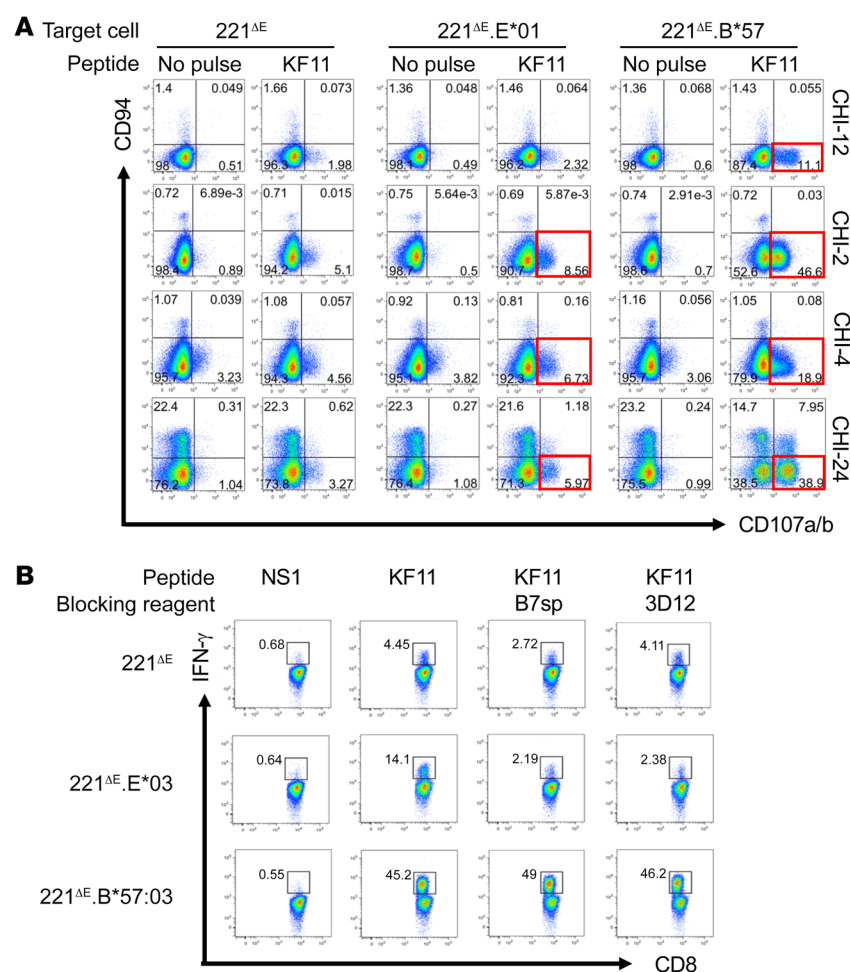 A
Target cell 221ΔE 221ΔE.E*01 221ΔE.B*57
Peptide No pulse KF11 No pulse KF11 No pulse KF11
CD94
1.4 0.049 1.66 0.073 1.36 0.048 1.46 0.064 1.36 0.068 1.43 0.055
98 0.51 96.3 1.98 98.1 0.49 96.2 2.32 98 0.6 87.4 11.1
CHI-12
0.72 6.89e-3 0.71 0.015 0.75 5.64e-3 0.69 5.87e-3 0.74 2.91e-3 0.72 0.03
98.4 0.89 94.2 5.1 98.7 0.5 90.7 8.56 98.6 0.7 52.6 46.6
CHI-2
1.07 0.039 1.08 0.057 0.92 0.13 0.81 0.16 1.16 0.056 1.05 0.08
95.7 3.23 94.3 4.56 95.1 3.82 92.3 6.73 95.7 3.06 79.9 18.9
CHI-4
22.4 0.31 22.3 0.62 22.3 0.27 21.6 1.18 23.2 0.24 14.7 7.95
76.2 1.04 73.8 3.27 76.4 1.08 71.3 5.97 75.5 0.99 38.5 38.9
CHI-24
CD107a/b
B
Peptide NS1 KF11 KF11 KF11
Blocking reagent B7sp 3D12
IFN-γ
221ΔE 0.68 4.45 2.72 4.11
221ΔE.E*03 0.64 14.1 2.19 2.38
221ΔE.B*57:03 0.55 45.2 49 46.2
CD8